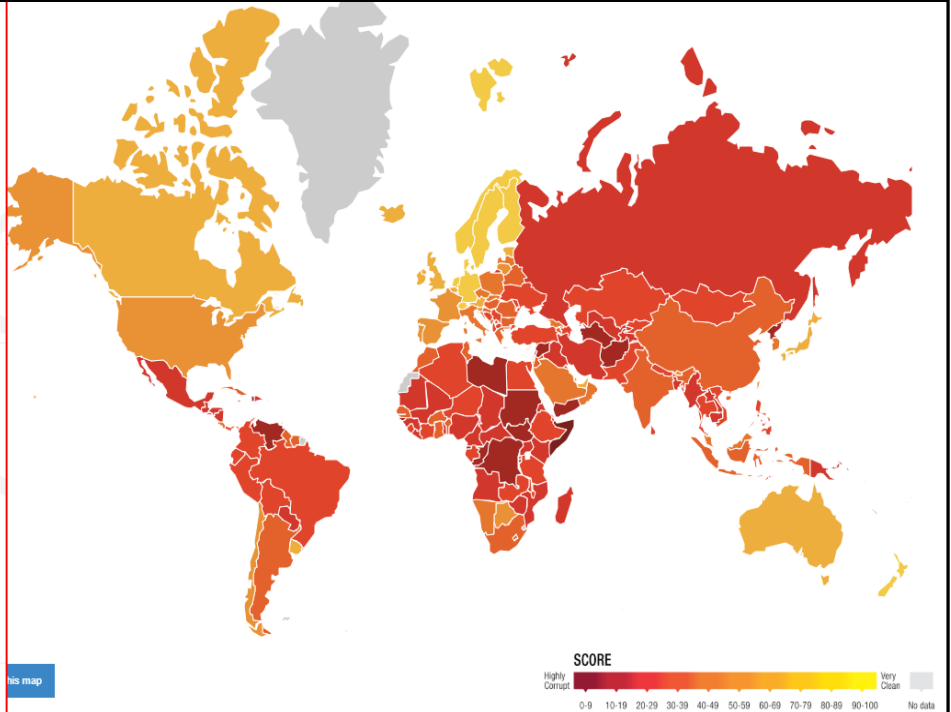 his map
SCORE
Highly Corrupt
Very Clean
0-9 10-19 20-29 30-39 40-49 50-59 60-69 70-79 80-89 90-100 No data